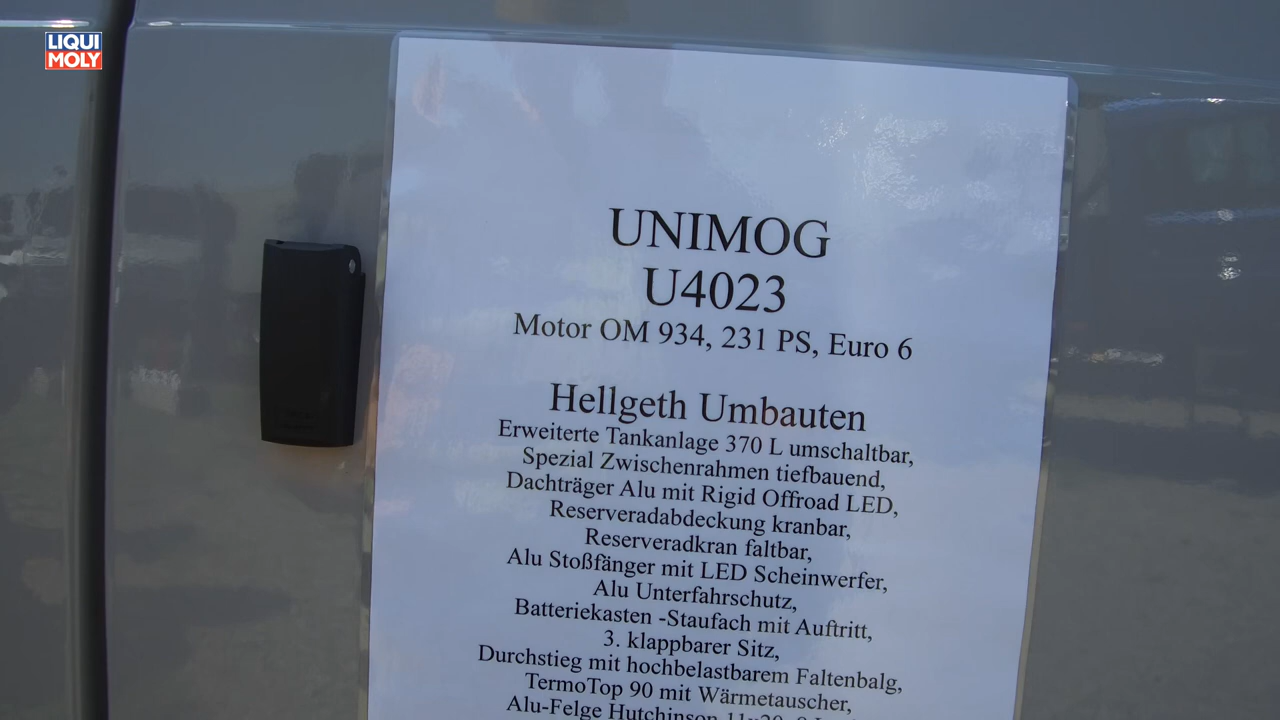 LIQUI
MOLY
UNIMOG
U4023
Motor OM 934, 231 PS, Euro 6
Hellgeth Umbauten
Erweiterte Tankanlage 370 L umschaltbar,
Spezial Zwischenrahmen tiefbauend,
Dachträger Alu mit Rigid Offroad LED,
Reserveradabdeckung kranbar,
Reserveradkran faltbar,
Alu Stoßfänger mit LED Scheinwerfer,
Alu Unterfahrschutz,
Batteriekasten -Staufach mit Auftritt,
3. klappbarer Sitz,
Durchstieg mit hochbelastbarem Faltenbalg,
TermoTop 90 mit Wärmetauscher,
Alu-Felge Hutchinson